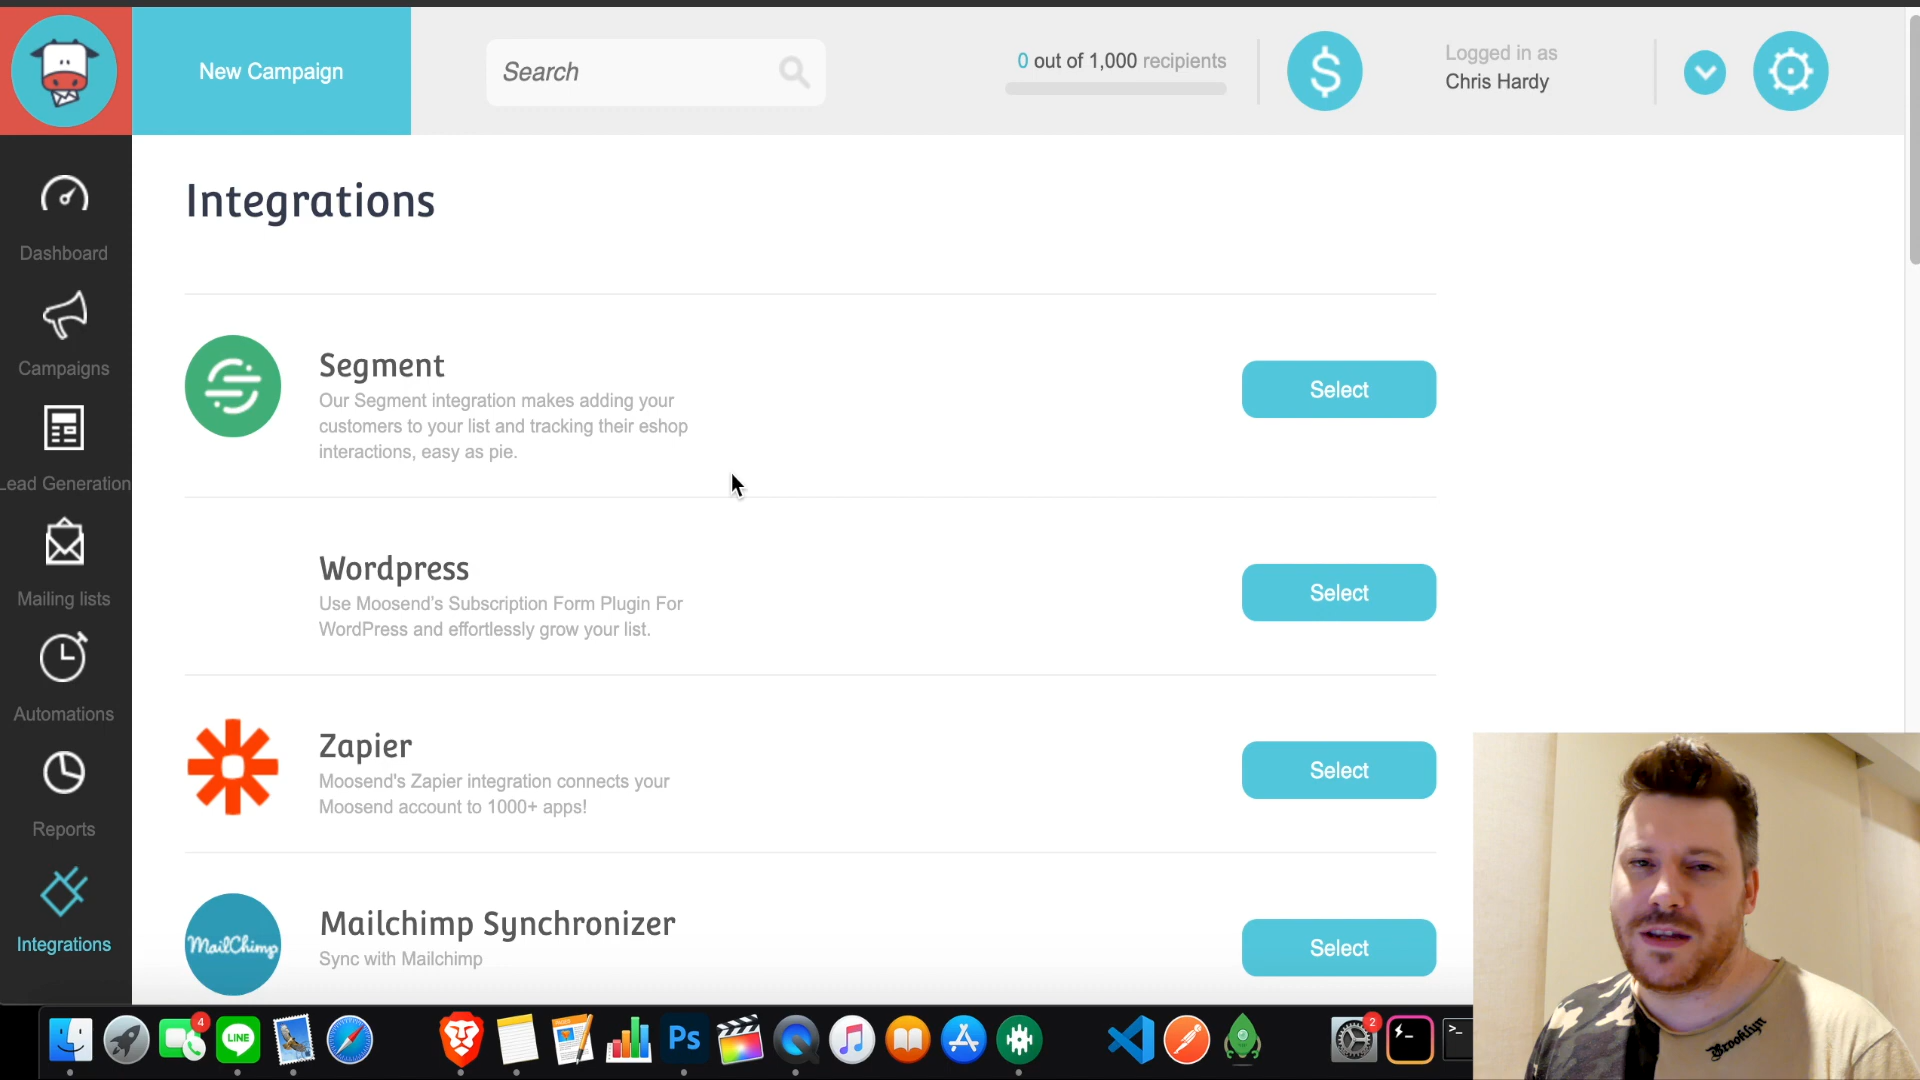 New Campaign
Search
0 out of 1,000 recipients
Logged in as
Chris Hardy
Integrations
Dashboard
Campaigns
Lead Generation
Mailing lists
Automations
Reports
Integrations
Segment
Our Segment integration makes adding your
customers to your list and tracking their eshop
interactions, easy as pie.
Select
Wordpress
Use Moosend's Subscription Form Plugin For
WordPress and effortlessly grow your list.
Select
Zapier
Moosend's Zapier integration connects your
Moosend account to 1000+ apps!
Select
MailChimp
Mailchimp Synchronizer
Sync with Mailchimp
Select
4
LINE
Ps
2
Brooklyn